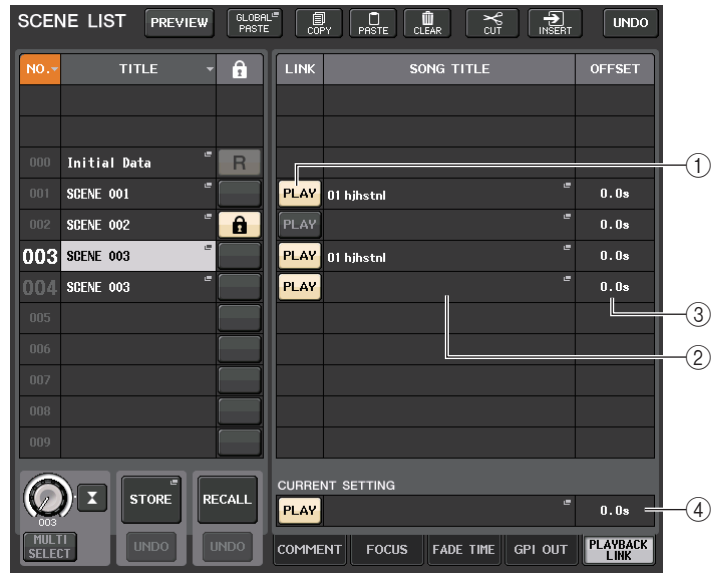 SCENE LIST PREVIEW GLOBAL PASTE COPY PASTE CLEAR CUT INSERT UNDO
NO. TITLE LINK SONG TITLE OFFSET
000 Initial Data R
001 SCENE 001 PLAY 01 hjhstnl 0.0s
002 SCENE 002 PLAY 0.0s
003 SCENE 003 PLAY 01 hjhstnl 0.0s
004 SCENE 003 PLAY 0.0s
005
006
007
008
009
1
3
2
CURRENT SETTING
STORE RECALL PLAY 0.0s 4
003
MULTI SELECT UNDO UNDO COMMENT FOCUS FADE TIME GPI OUT PLAYBACK LINK